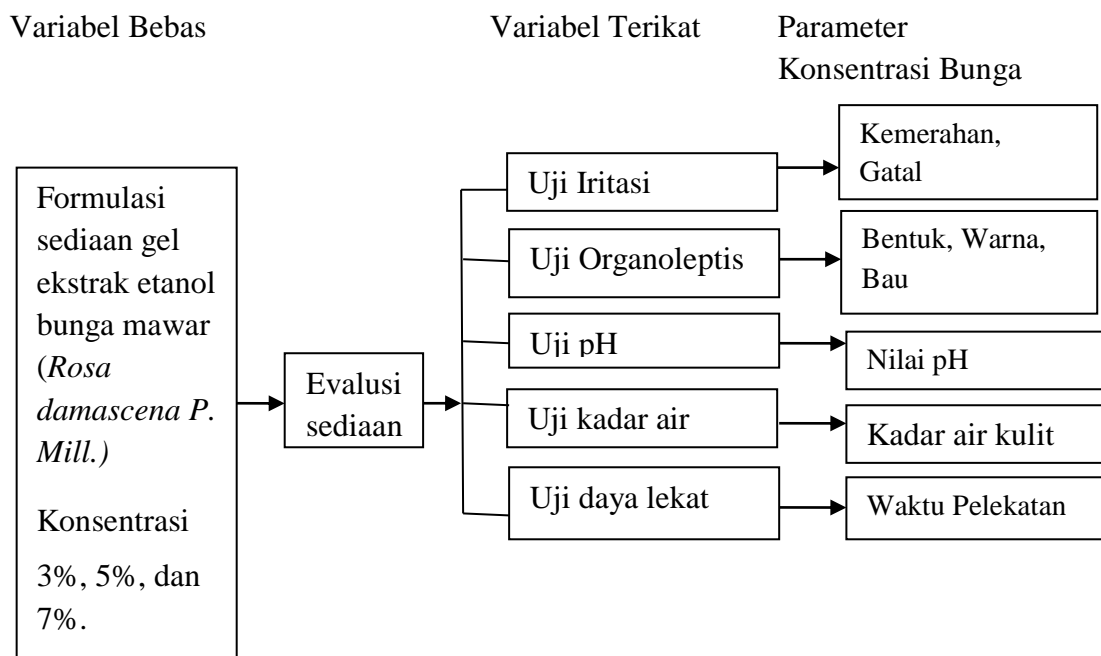 Variabel Bebas
Variabel Terikat
Parameter
Konsentrasi Bunga
Formulasi
sediaan gel
ekstrak etanol
bunga mawar
(Rosa
damascena P.
Mill.)
Konsentrasi
3%, 5%, dan
7%.
Evalusi
sediaan
Uji Iritasi
Kemerahan,
Gatal
Uji Organoleptis
Bentuk, Warna,
Bau
Uji pH
Nilai pH
Uji kadar air
Kadar air kulit
Uji daya lekat
Waktu Pelekatan